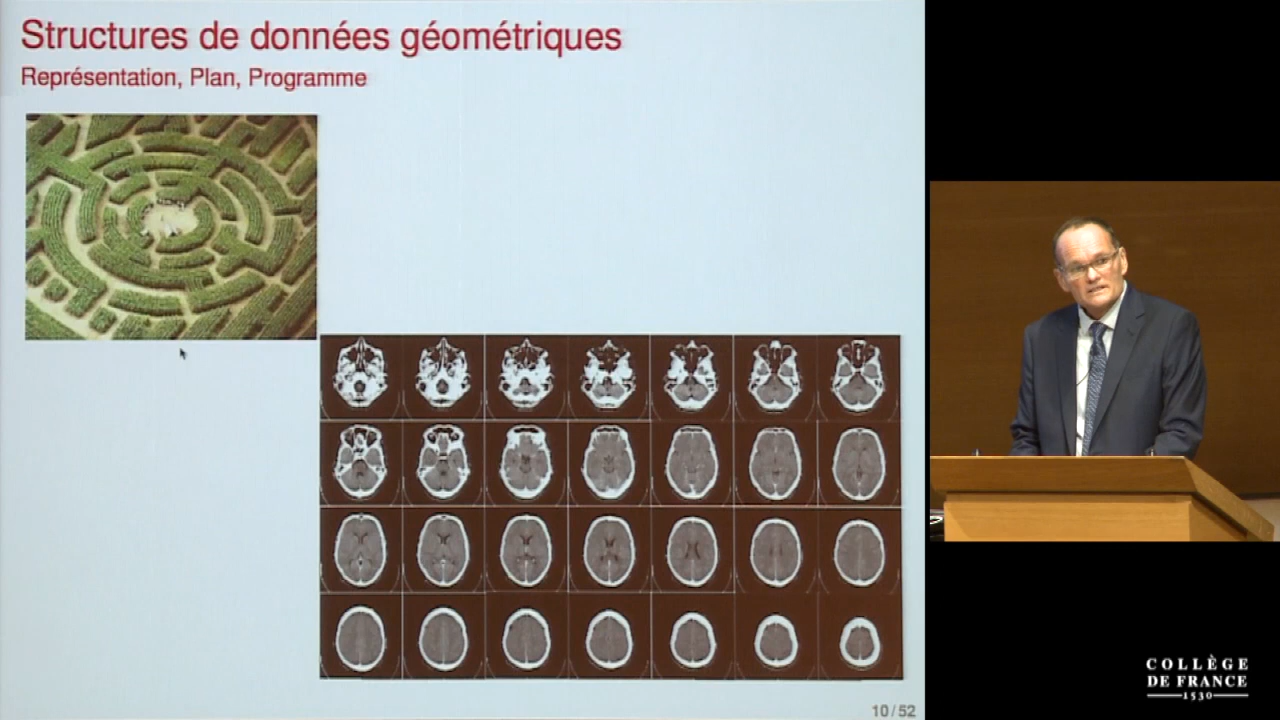 Structures de données géométriques
Représentation, Plan, Programme
10/52
COLLÈGE
DE FRANCE
1530